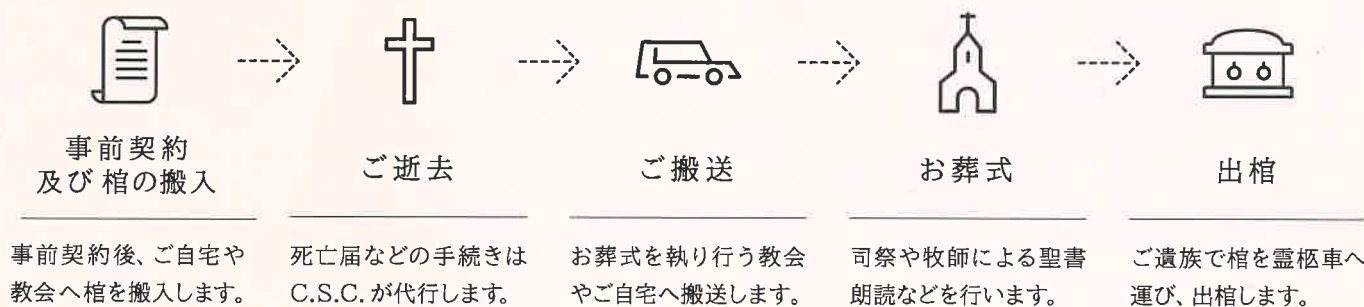 事前契約
及び 棺の搬入
事前契約後、ご自宅や
教会へ棺を搬入します。
ご逝去
死亡届などの手続きは
C.S.C. が代行します。
ご搬送
お葬式を執り行う教会
やご自宅へ搬送します。
お葬式
司祭や牧師による聖書
朗読などを行います。
出棺
ご遺族で棺を霊柩車へ
運び、出棺します。